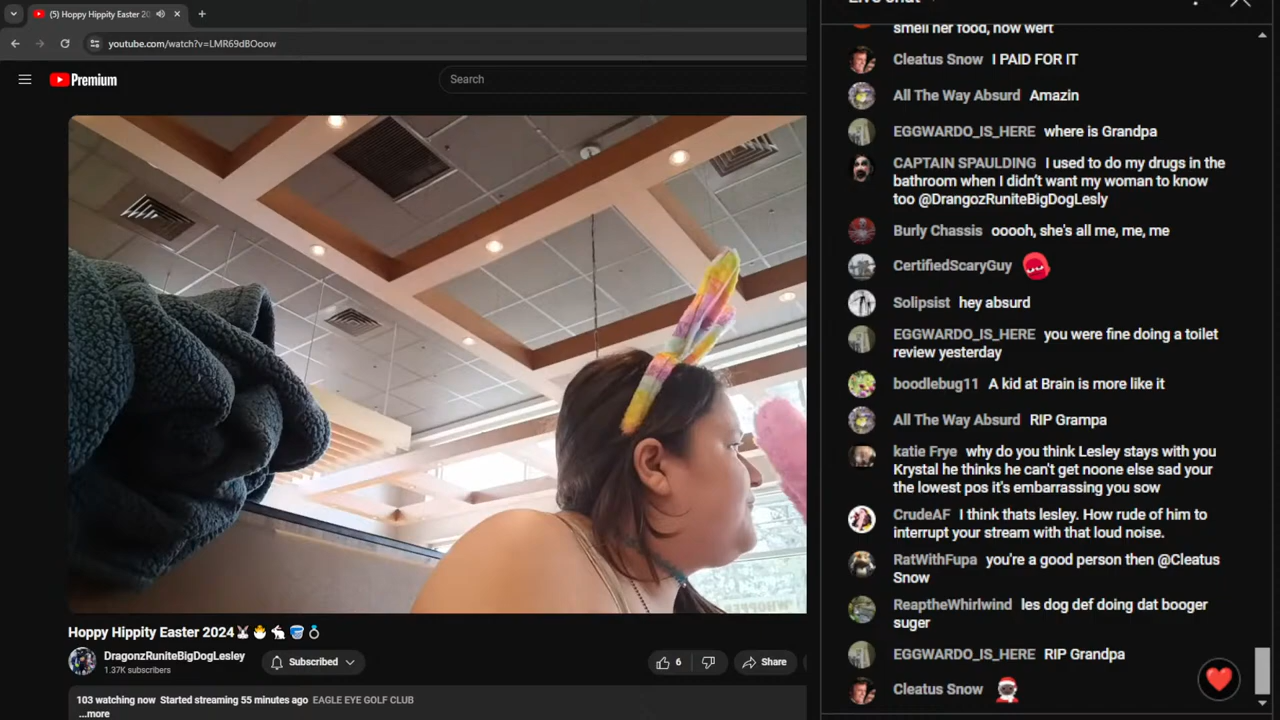 (5) Hoppy Hippity Easter 20
youtube.com/watch?v=LMR69dBOoow
Premium
Search
Hoppy Hippity Easter 2024🐰🐣🐇🪣💍
DragonzRuniteBigDogLesley
1.37K subscribers
Subscribed
6
Share
103 watching now Started streaming 55 minutes ago EAGLE EYE GOLF CLUB
...more
Live chat
smell her food, now wert
Cleatus Snow I PAID FOR IT
All The Way Absurd Amazin
EGGWARDO_IS_HERE where is Grandpa
CAPTAIN SPAULDING I used to do my drugs in the
bathroom when I didn't want my woman to know
too @DrangozRuniteBigDogLesly
Burly Chassis ooooh, she's all me, me, me
CertifiedScaryGuy
Solipsist hey absurd
EGGWARDO_IS_HERE you were fine doing a toilet
review yesterday
boodlebug11 A kid at Brain is more like it
All The Way Absurd RIP Grampa
katie Frye why do you think Lesley stays with you
Krystal he thinks he can't get noone else sad your
the lowest pos it's embarrassing you sow
CrudeAF I think thats lesley. How rude of him to
interrupt your stream with that loud noise.
RatWithFupa you're a good person then @Cleatus
Snow
ReaptheWhirlwind les dog def doing dat booger
suger
EGGWARDO_IS_HERE RIP Grandpa
Cleatus Snow